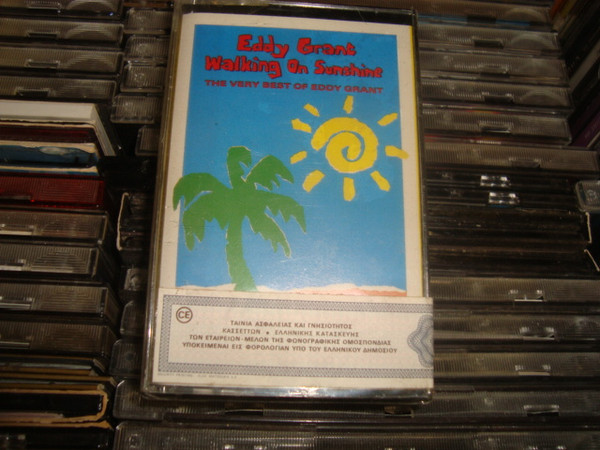 Eddy Grant
Walking On Sunshine
THE VERY BEST OF EDDY GRANT
CE
ΤΑΙΝΙΑ ΑΣΦΑΛΕΙΑΣ ΚΑΙ ΓΝΗΣΙΟΤΗΤΟΣ
ΚΑΣΣΕΤΤΩΝ • ΕΛΛΗΝΙΚΗΣ ΚΑΤΑΣΚΕΥΗΣ
ΤΩΝ ΕΤΑΙΡΕΙΩΝ-ΜΕΛΩΝ ΤΗΣ ΦΩΝΟΓΡΑΦΙΚΗΣ ΟΜΟΣΠΟΝΔΙΑΣ
ΥΠΟΚΕΙΜΕΝΑΙ ΕΙΣ ΦΟΡΟΛΟΓΙΑΝ ΥΠΟ ΤΟΥ ΕΛΛΗΝΙΚΟΥ ΔΗΜΟΣΙΟΥ